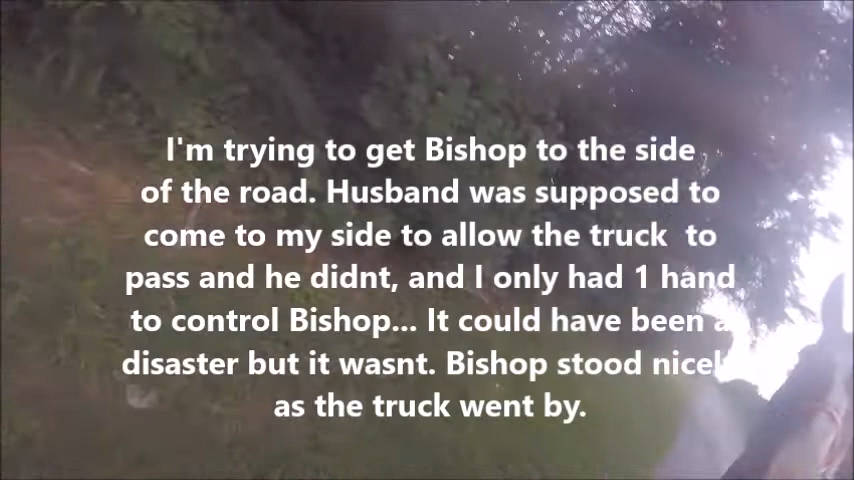 I'm trying to get Bishop to the side
of the road. Husband was supposed to
come to my side to allow the truck  to
pass and he didnt, and I only had 1 hand
to control Bishop... It could have been a
disaster but it wasnt. Bishop stood nicely
as the truck went by.